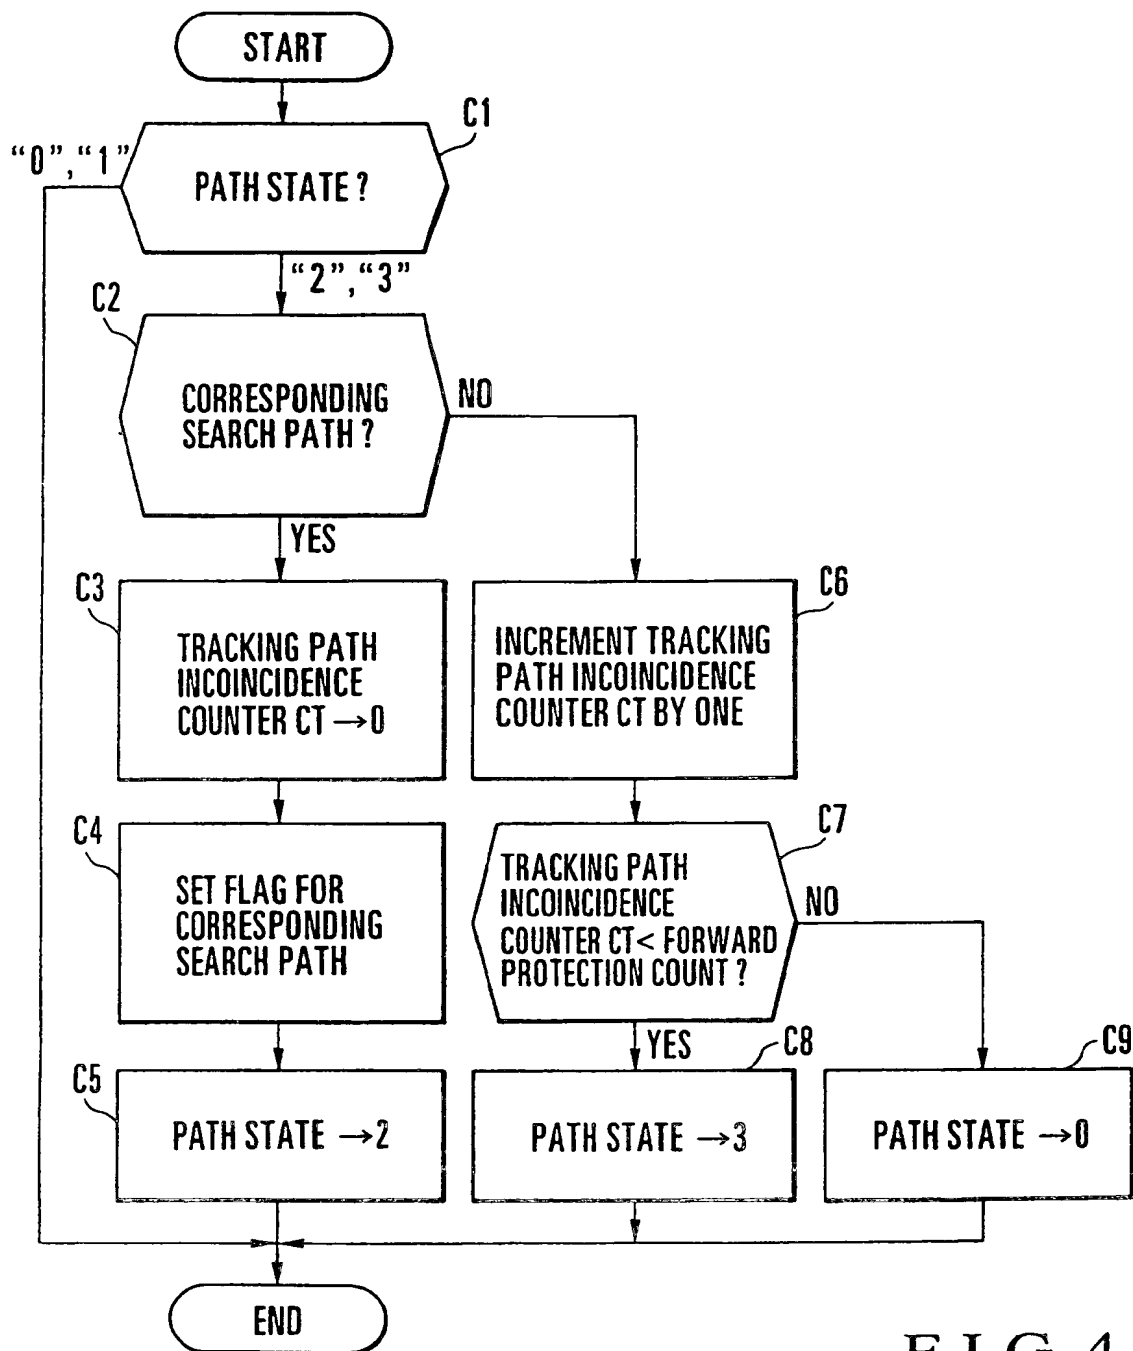 START
C1
"0","1"
PATH STATE ?
"2","3"
C2
CORRESPONDING
SEARCH PATH ?
NO
YES
C3
TRACKING PATH
INCOINCIDENCE
COUNTER CT →0
C6
INCREMENT TRACKING
PATH INCOINCIDENCE
COUNTER CT BY ONE
C4
SET FLAG FOR
CORRESPONDING
SEARCH PATH
C7
TRACKING PATH
INCOINCIDENCE
COUNTER CT< FORWARD
PROTECTION COUNT ?
NO
YES
C5
PATH STATE →2
C8
PATH STATE →3
C9
PATH STATE →0
END
FIG. 4